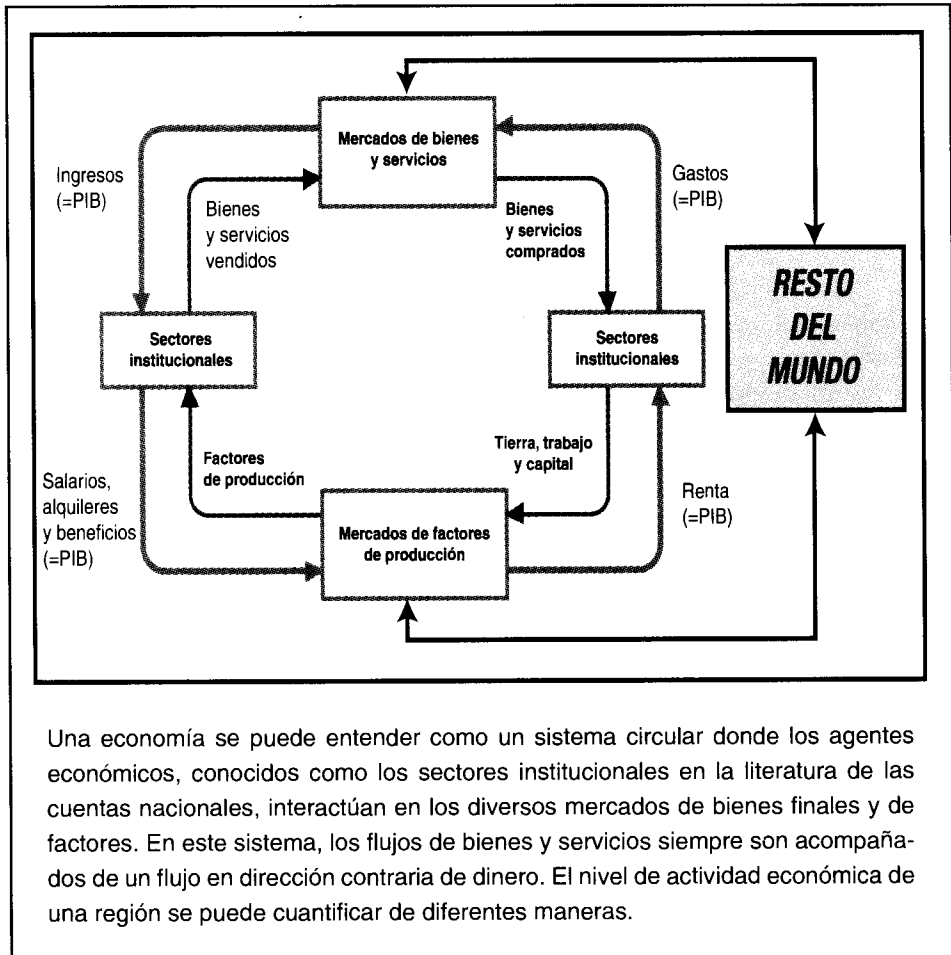 Mercados de bienes
y servicios
Ingresos
(=PIB)
Bienes
y servicios
vendidos
Bienes
y servicios
comprados
Gastos
(=PIB)
RESTO
DEL
MUNDO
Sectores
institucionales
Sectores
institucionales
Factores
de producción
Tierra, trabajo
y capital
Salarios,
alquileres
y beneficios
(=PIB)
Renta
(=PIB)
Mercados de factores
de producción
Una economía se puede entender como un sistema circular donde los agentes
económicos, conocidos como los sectores institucionales en la literatura de las
cuentas nacionales, interactúan en los diversos mercados de bienes finales y de
factores. En este sistema, los flujos de bienes y servicios siempre son acompaña-
dos de un flujo en dirección contraria de dinero. El nivel de actividad económica de
una región se puede cuantificar de diferentes maneras.